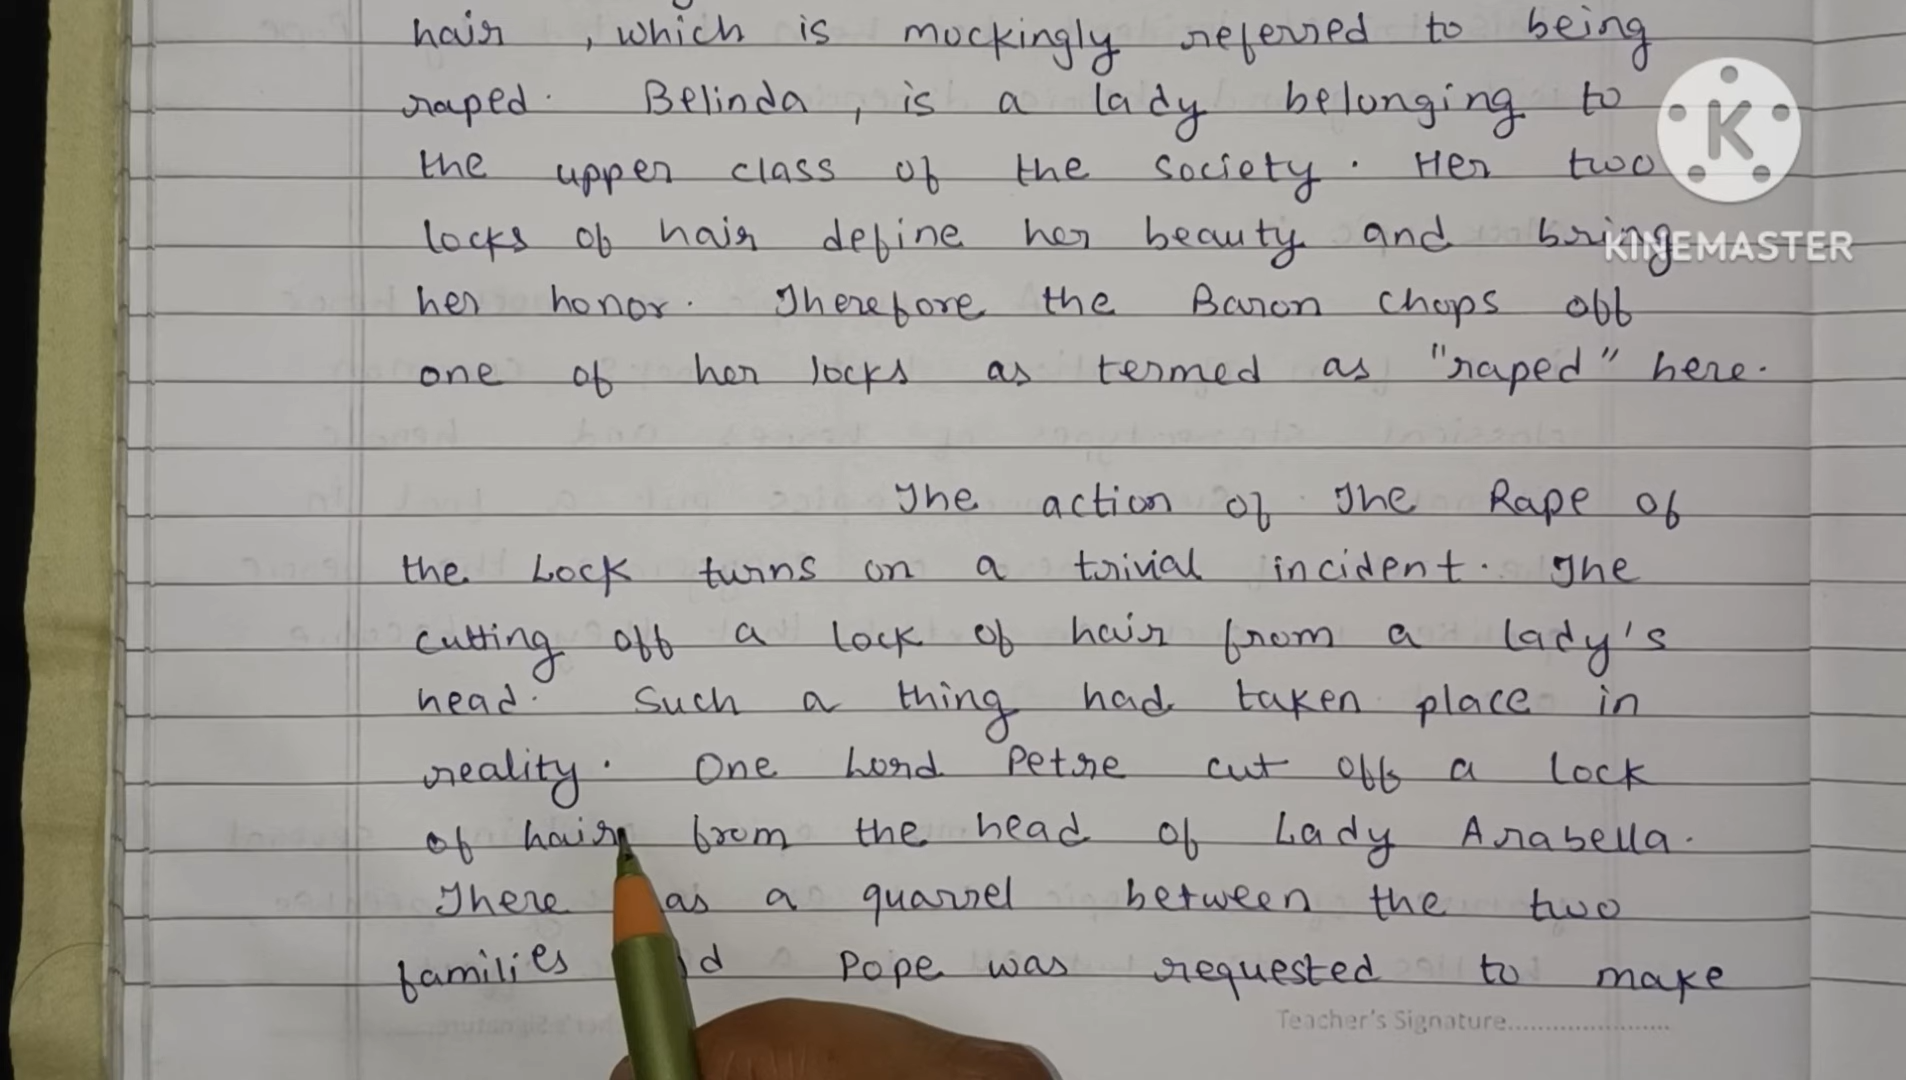 hair , which is mockingly referred to being
raped. Belinda, is a lady belonging to
the upper class of the society. Her two
locks of hair define her beauty and bring
KINEMASTER
her honor. Therefore the Baron chops off
one of her locks as termed as "raped" here.
The action of The Rape of
the Lock turns on a trivial incident. The
cutting off a lock of hair from a lady's
head. Such a thing had taken place in
reality. One Lord Petre cut off a lock
of hair from the head of Lady Arabella.
There as a quarrel between the two
families d Pope was requested to make
Teacher's Signature.....................